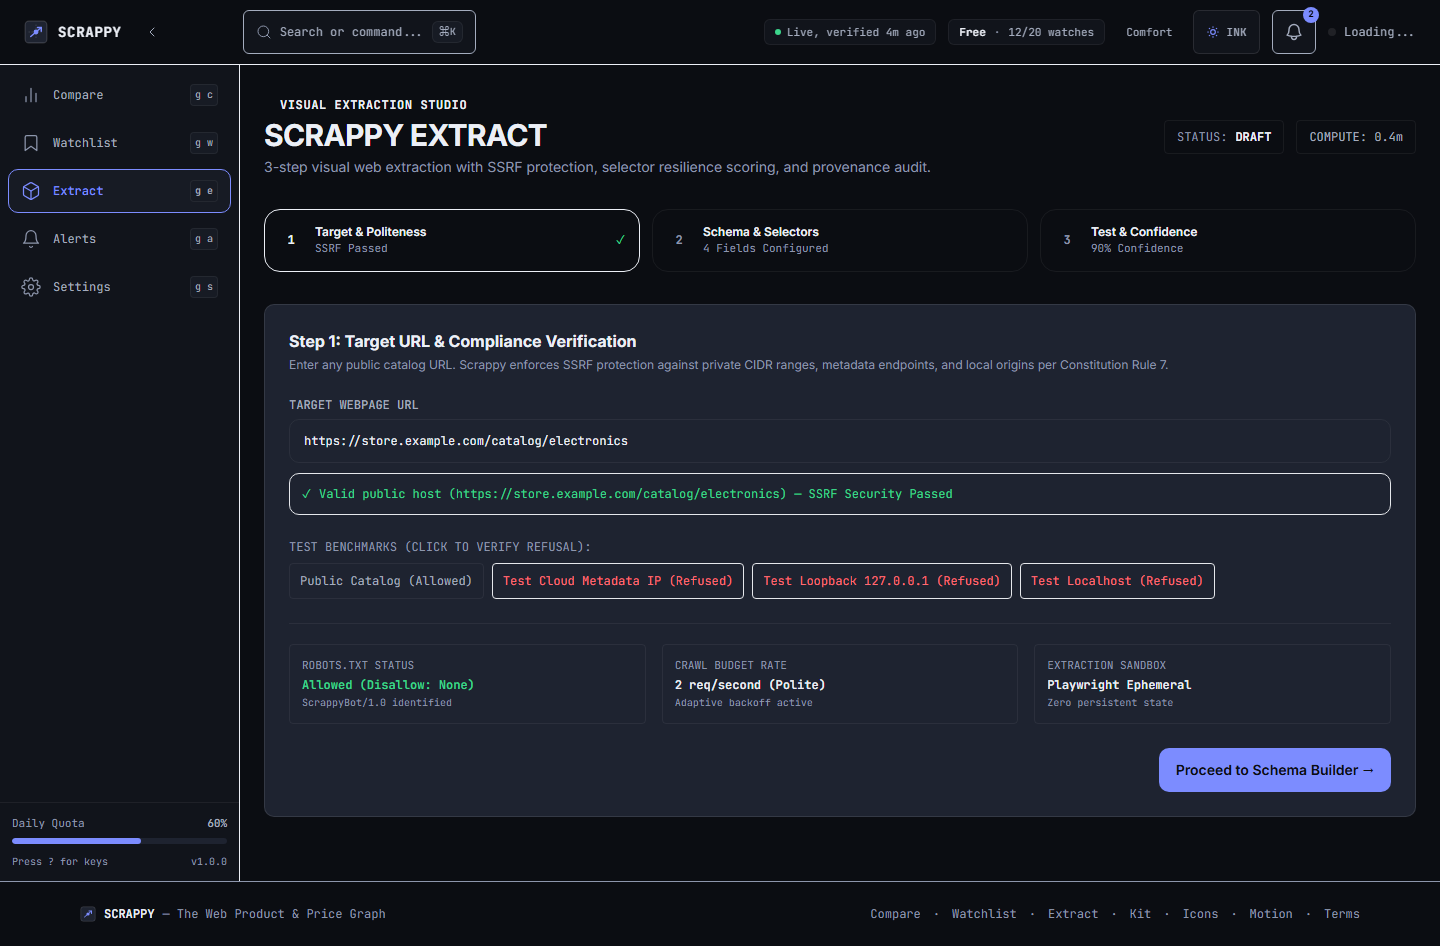 SCRAPPY
Search or command... ⌘K
Live, verified 4m ago
Free · 12/20 watches
Comfort
INK
2
Loading...
Compare g c
Watchlist g w
Extract g e
Alerts g a
Settings g s
Daily Quota 60%
Press ? for keys v1.0.0
VISUAL EXTRACTION STUDIO
SCRAPPY EXTRACT
3-step visual web extraction with SSRF protection, selector resilience scoring, and provenance audit.
STATUS: DRAFT
COMPUTE: 0.4m
1 Target & Politeness ✓
SSRF Passed
2 Schema & Selectors
4 Fields Configured
3 Test & Confidence
90% Confidence
Step 1: Target URL & Compliance Verification
Enter any public catalog URL. Scrappy enforces SSRF protection against private CIDR ranges, metadata endpoints, and local origins per Constitution Rule 7.
TARGET WEBPAGE URL
https://store.example.com/catalog/electronics
✓ Valid public host (https://store.example.com/catalog/electronics) — SSRF Security Passed
TEST BENCHMARKS (CLICK TO VERIFY REFUSAL):
Public Catalog (Allowed)
Test Cloud Metadata IP (Refused)
Test Loopback 127.0.0.1 (Refused)
Test Localhost (Refused)
ROBOTS.TXT STATUS
Allowed (Disallow: None)
ScrappyBot/1.0 identified
CRAWL BUDGET RATE
2 req/second (Polite)
Adaptive backoff active
EXTRACTION SANDBOX
Playwright Ephemeral
Zero persistent state
Proceed to Schema Builder →
SCRAPPY — The Web Product & Price Graph
Compare · Watchlist · Extract · Kit · Icons · Motion · Terms